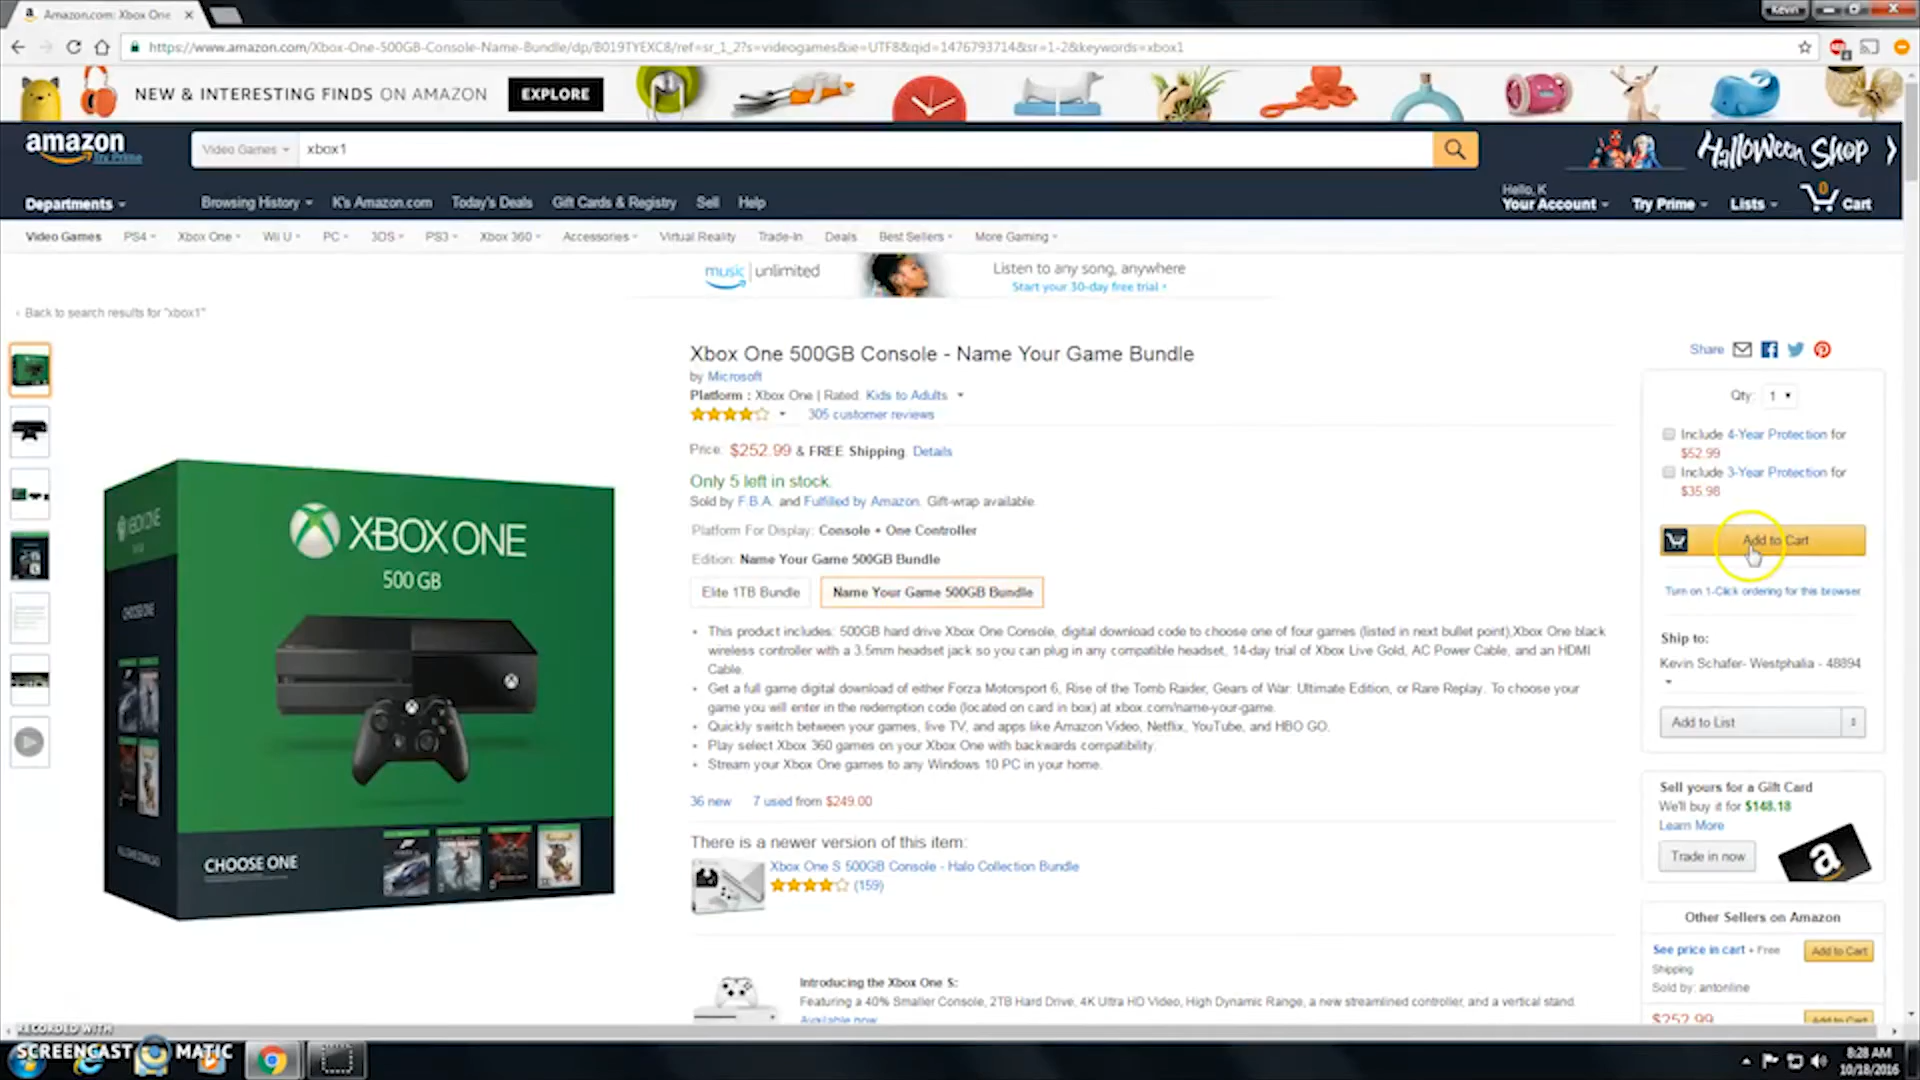 Amazon.com: Xbox One
Kevin
https://www.amazon.com/Xbox-One-500GB-Console-Name-Bundle/dp/B019TYEXC8/ref=sr_1_2?s=videogames&ie=UTF8&qid=1476793714&sr=1-2&keywords=xbox1
NEW & INTERESTING FINDS ON AMAZON EXPLORE
amazon
Try Prime
Video Games
xbox1
Halloween Shop
Departments
Browsing History K's Amazon.com Today's Deals Gift Cards & Registry Sell Help
Hello, K
Your Account Try Prime Lists 0 Cart
Video Games PS4 Xbox One Wii U PC 3DS PS3 Xbox 360 Accessories Virtual Reality Trade-In Deals Best Sellers More Gaming
music unlimited
Listen to any song, anywhere
Start your 30-day free trial
‹ Back to search results for "xbox1"
Xbox One 500GB Console - Name Your Game Bundle
by Microsoft
Platform : Xbox One | Rated: Kids to Adults
305 customer reviews
Price: $252.99 & FREE Shipping. Details
Only 5 left in stock.
Sold by F.B.A. and Fulfilled by Amazon. Gift-wrap available.
Platform For Display: Console + One Controller
Edition: Name Your Game 500GB Bundle
Elite 1TB Bundle
Name Your Game 500GB Bundle
• This product includes: 500GB hard drive Xbox One Console, digital download code to choose one of four games (listed in next bullet point),Xbox One black
wireless controller with a 3.5mm headset jack so you can plug in any compatible headset, 14-day trial of Xbox Live Gold, AC Power Cable, and an HDMI
Cable.
• Get a full game digital download of either Forza Motorsport 6, Rise of the Tomb Raider, Gears of War: Ultimate Edition, or Rare Replay. To choose your
game you will enter in the redemption code (located on card in box) at xbox.com/name-your-game.
• Quickly switch between your games, live TV, and apps like Amazon Video, Netflix, YouTube, and HBO GO.
• Play select Xbox 360 games on your Xbox One with backwards compatibility.
• Stream your Xbox One games to any Windows 10 PC in your home.
36 new 7 used from $249.00
There is a newer version of this item:
Xbox One S 500GB Console - Halo Collection Bundle
(159)
Introducing the Xbox One S:
Featuring a 40% Smaller Console, 2TB Hard Drive, 4K Ultra HD Video, High Dynamic Range, a new streamlined controller, and a vertical stand.
Available now
XBOX ONE
500 GB
XBOX ONE
CHOOSE ONE
CHOOSE ONE
Share
Qty: 1
Include 4-Year Protection for
$52.99
Include 3-Year Protection for
$35.98
Add to Cart
Turn on 1-Click ordering for this browser
Ship to:
Kevin Schafer- Westphalia - 48894
Add to List
Sell yours for a Gift Card
We'll buy it for $148.18
Learn More
Trade in now
a
Other Sellers on Amazon
See price in cart + Free
Shipping
Sold by: antonline
Add to Cart
$252.99
Add to Cart
RECORDED WITH
SCREENCAST MATIC
8:28 AM
10/18/2016